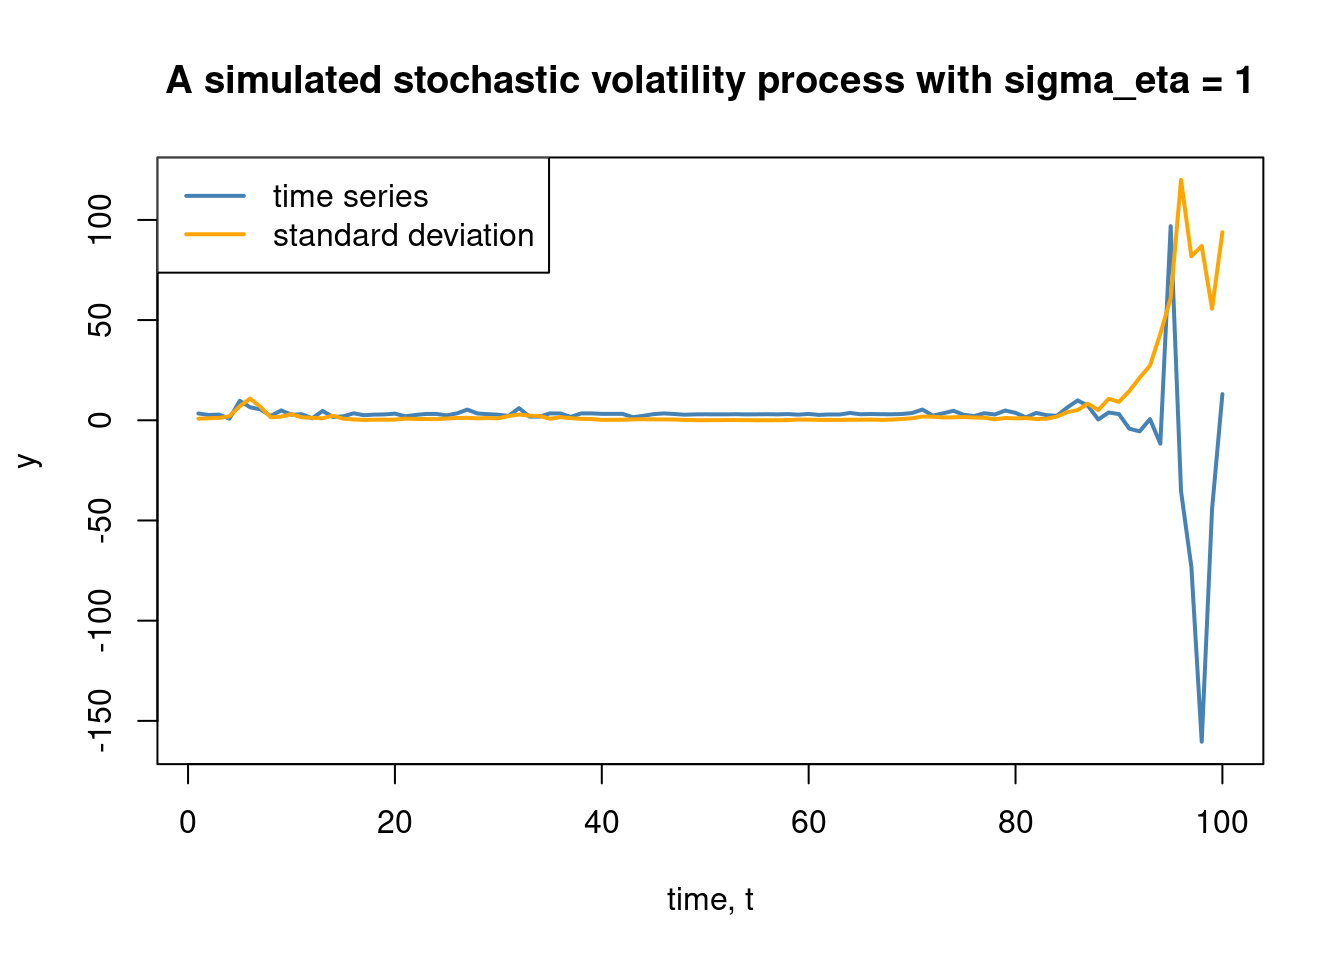 A simulated stochastic volatility process with sigma_eta = 1
time series
standard deviation
100
50
0
-50
-100
-150
y
0 20 40 60 80 100
time, t